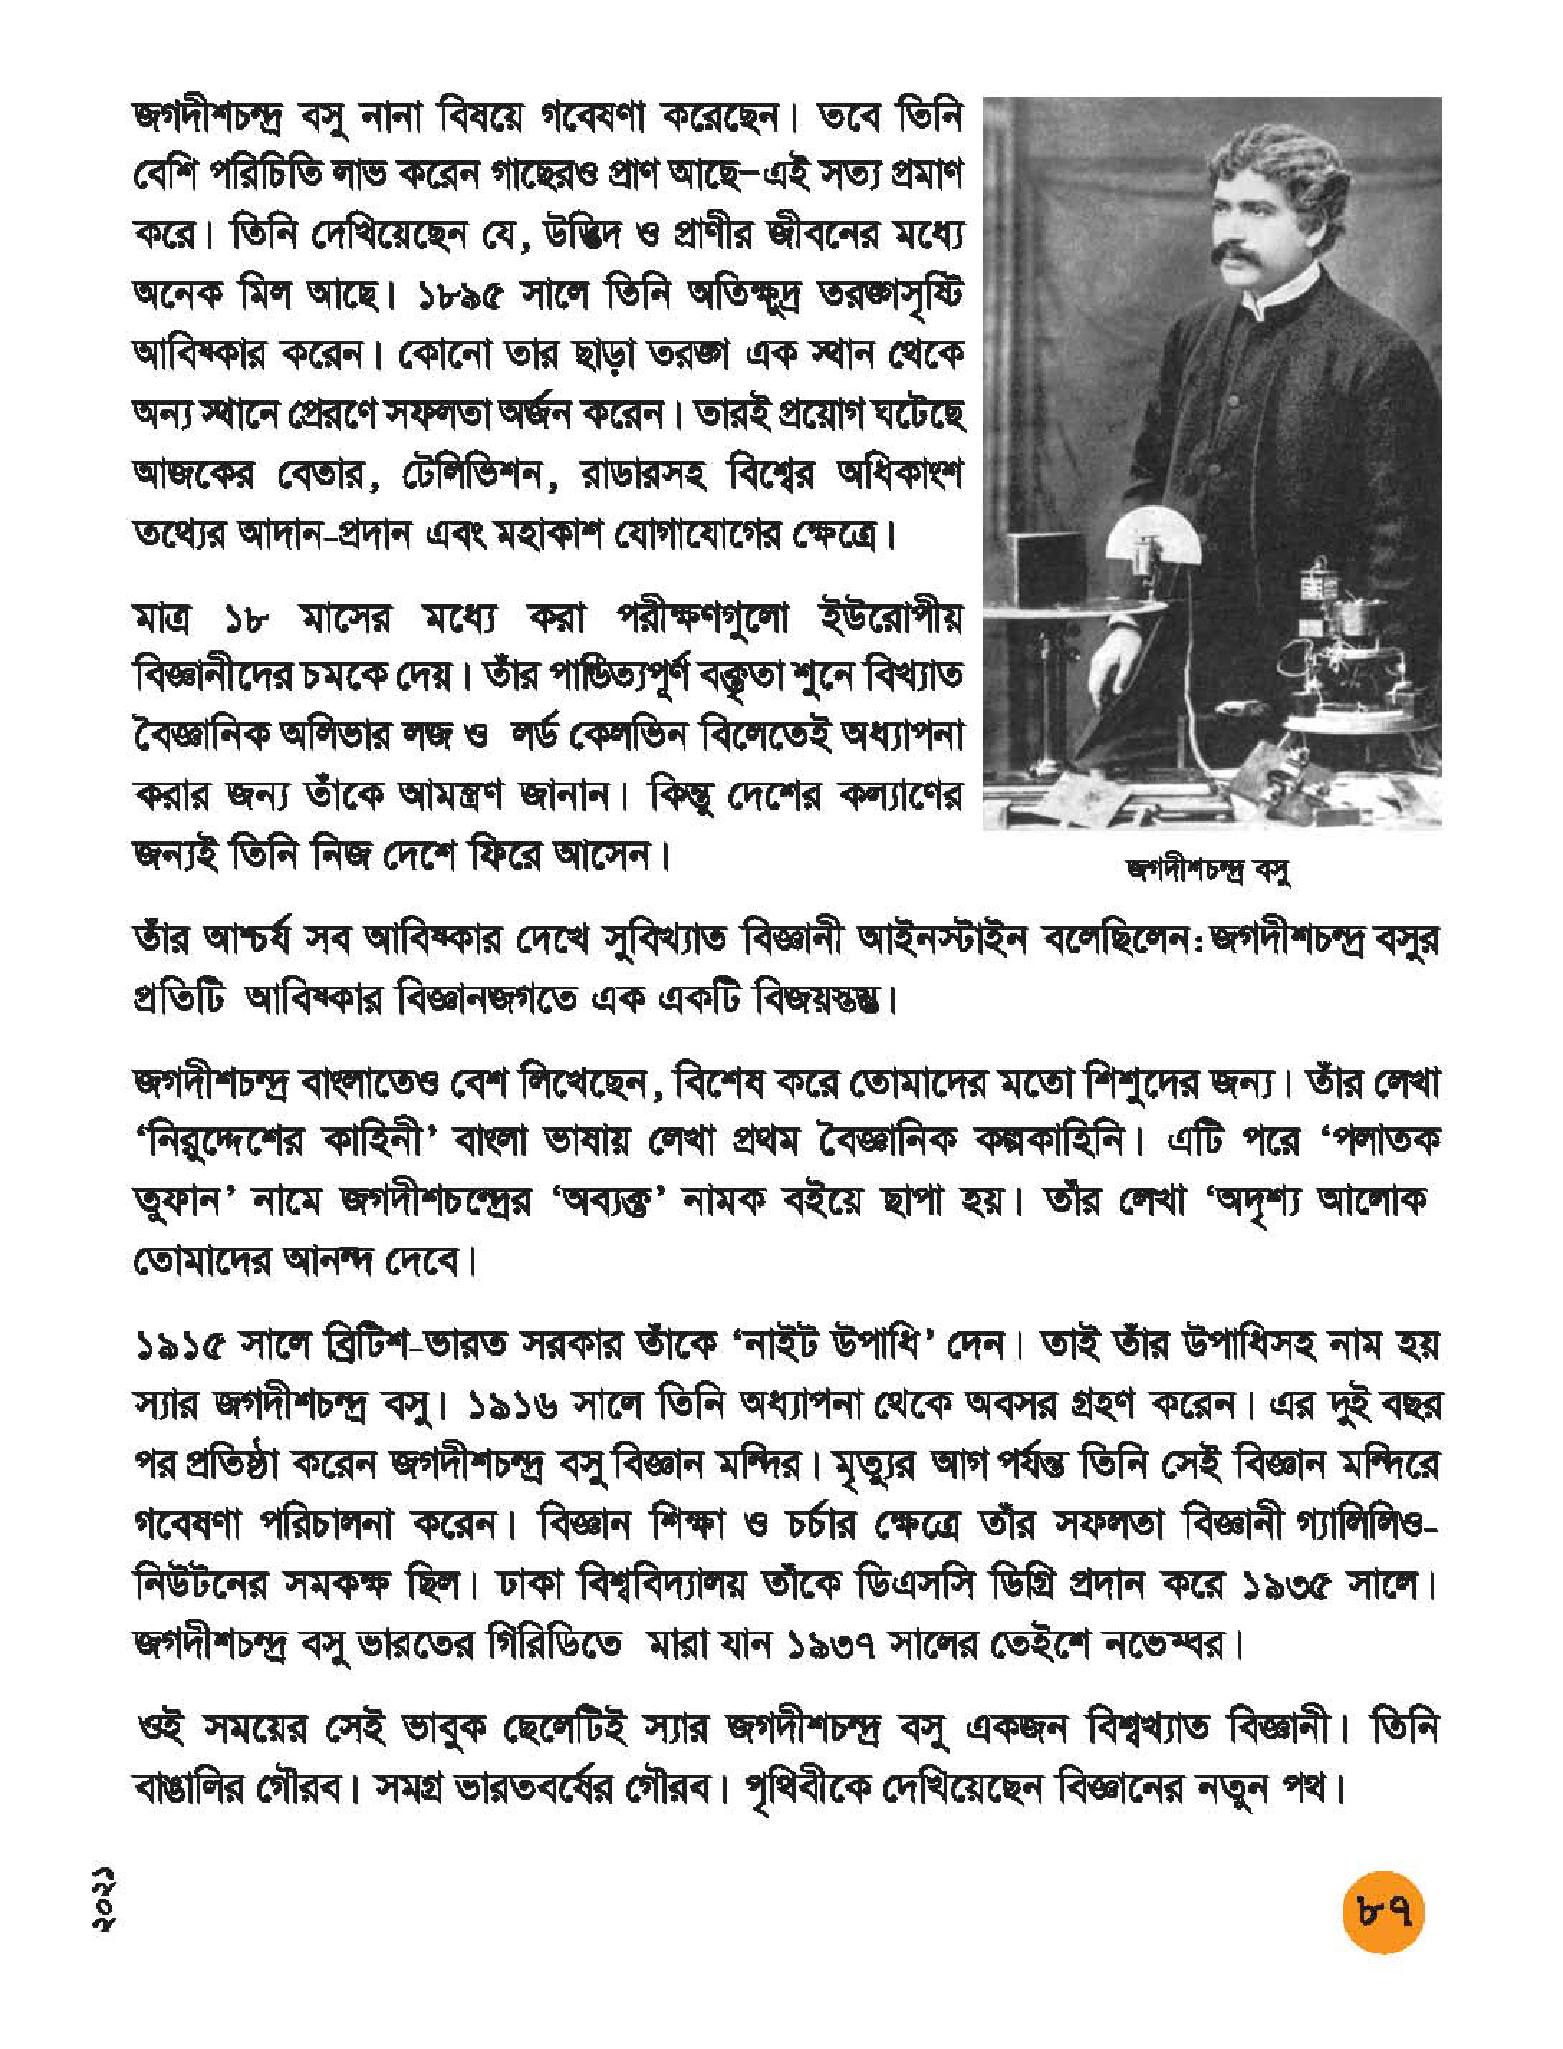 জগদীশচন্দ্র বসু নানা বিষয়ে গবেষণা করেছেন। তবে তিনি
বেশি পরিচিতি লাভ করেন গাছেরও প্রাণ আছে–এই সত্য প্রমাণ
করে। তিনি দেখিয়েছেন যে, উদ্ভিদ ও প্রাণীর জীবনের মধ্যে
অনেক মিল আছে। ১৮৯৫ সালে তিনি অতিক্ষুদ্র তরঙ্গসৃষ্টি
আবিষ্কার করেন। কোনো তার ছাড়া তরঙ্গ এক স্থান থেকে
অন্য স্থানে প্রেরণে সফলতা অর্জন করেন। তারই প্রয়োগ ঘটেছে
আজকের বেতার, টেলিভিশন, রাডারসহ বিশ্বের অধিকাংশ
তথ্যের আদান-প্রদান এবং মহাকাশ যোগাযোগের ক্ষেত্রে।
মাত্র ১৮ মাসের মধ্যে করা পরীক্ষণগুলো ইউরোপীয়
বিজ্ঞানীদের চমকে দেয়। তাঁর পাণ্ডিত্যপূর্ণ বক্তৃতা শুনে বিখ্যাত
বৈজ্ঞানিক অলিভার লজ ও লর্ড কেলভিন বিলেতেই অধ্যাপনা
করার জন্য তাঁকে আমন্ত্রণ জানান। কিন্তু দেশের কল্যাণের
জন্যই তিনি নিজ দেশে ফিরে আসেন।
জগদীশচন্দ্র বসু
তাঁর আশ্চর্য সব আবিষ্কার দেখে সুবিখ্যাত বিজ্ঞানী আইনস্টাইন বলেছিলেন: জগদীশচন্দ্র বসুর
প্রতিটি আবিষ্কার বিজ্ঞানজগতে এক একটি বিজয়স্তম্ভ।
জগদীশচন্দ্র বাংলাতেও বেশ লিখেছেন, বিশেষ করে তোমাদের মতো শিশুদের জন্য। তাঁর লেখা
‘নিরুদ্দেশের কাহিনী’ বাংলা ভাষায় লেখা প্রথম বৈজ্ঞানিক কল্পকাহিনি। এটি পরে ‘পলাতক
তুফান’ নামে জগদীশচন্দ্রের ‘অব্যক্ত’ নামক বইয়ে ছাপা হয়। তাঁর লেখা ‘অদৃশ্য আলোক
তোমাদের আনন্দ দেবে।
১৯১৫ সালে ব্রিটিশ-ভারত সরকার তাঁকে ‘নাইট উপাধি’ দেন। তাই তাঁর উপাধিসহ নাম হয়
স্যার জগদীশচন্দ্র বসু। ১৯১৬ সালে তিনি অধ্যাপনা থেকে অবসর গ্রহণ করেন। এর দুই বছর
পর প্রতিষ্ঠা করেন জগদীশচন্দ্র বসু বিজ্ঞান মন্দির। মৃত্যুর আগ পর্যন্ত তিনি সেই বিজ্ঞান মন্দিরে
গবেষণা পরিচালনা করেন। বিজ্ঞান শিক্ষা ও চর্চার ক্ষেত্রে তাঁর সফলতা বিজ্ঞানী গ্যালিলিও-
নিউটনের সমকক্ষ ছিল। ঢাকা বিশ্ববিদ্যালয় তাঁকে ডিএসসি ডিগ্রি প্রদান করে ১৯৩৫ সালে।
জগদীশচন্দ্র বসু ভারতের গিরিডিতে মারা যান ১৯৩৭ সালের তেইশে নভেম্বর।
ওই সময়ের সেই ভাবুক ছেলেটিই স্যার জগদীশচন্দ্র বসু একজন বিশ্বখ্যাত বিজ্ঞানী। তিনি
বাঙালির গৌরব। সমগ্র ভারতবর্ষের গৌরব। পৃথিবীকে দেখিয়েছেন বিজ্ঞানের নতুন পথ।
২০২১
৮৭